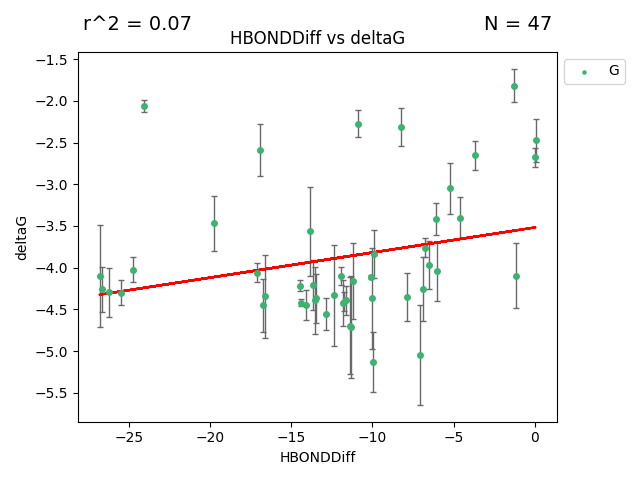 r^2 = 0.07
N = 47
HBONDDiff vs deltaG
G
−1.5
−2.0
−2.5
−3.0
−3.5
−4.0
−4.5
−5.0
−5.5
deltaG
−25
−20
−15
−10
−5
0
HBONDDiff